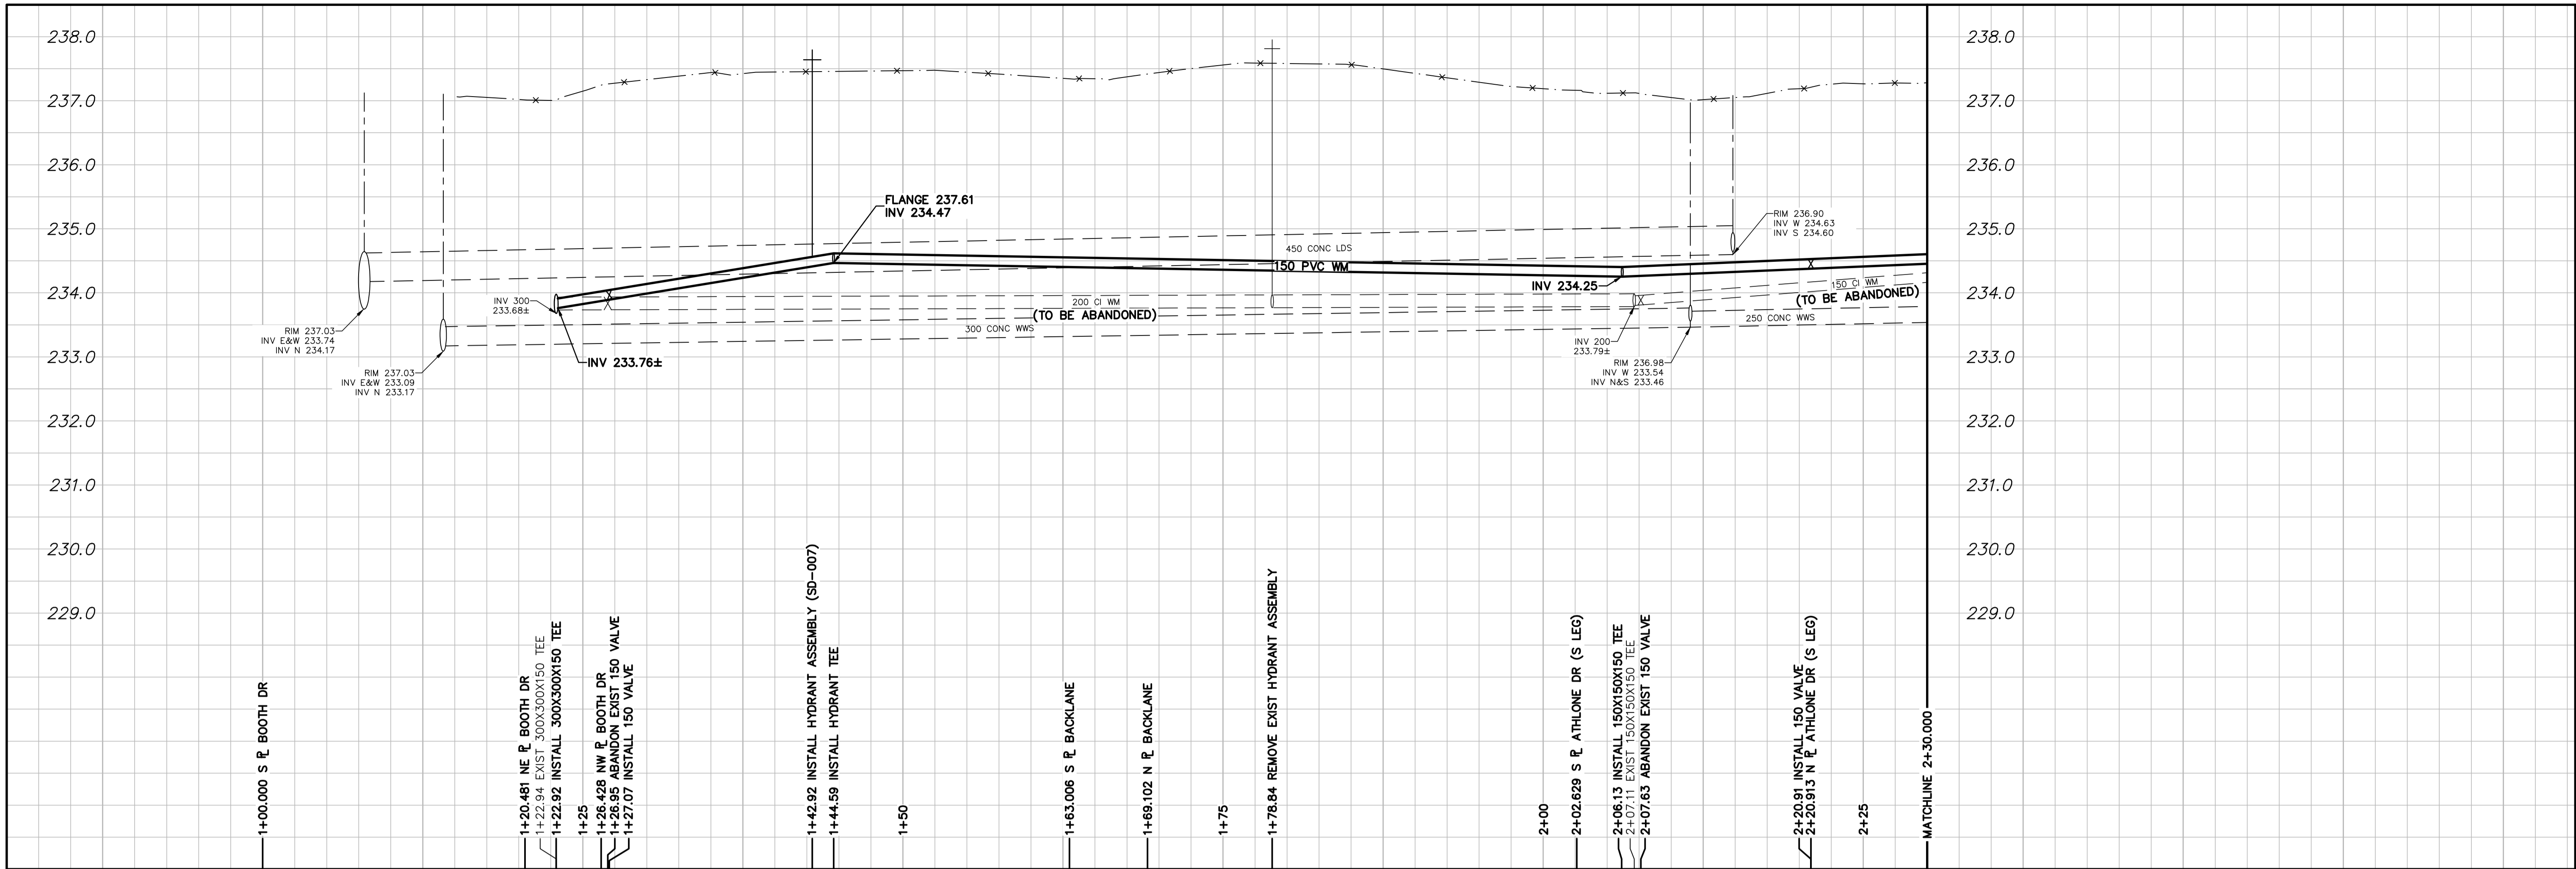 238.0
237.0
236.0
235.0
234.0
233.0
232.0
231.0
230.0
229.0
238.0
237.0
236.0
235.0
234.0
233.0
232.0
231.0
230.0
229.0
FLANGE 237.61
INV 234.47
450 CONC LDS
150 PVC WM
RIM 236.90
INV W 234.63
INV S 234.60
INV 300
233.68±
200 CI WM
(TO BE ABANDONED)
INV 234.25
150 CI WM
(TO BE ABANDONED)
RIM 237.03
INV E&W 233.74
INV N 234.17
300 CONC WWS
250 CONC WWS
INV 233.76±
INV 200
233.79±
RIM 237.03
INV E&W 233.09
INV N 233.17
RIM 236.98
INV W 233.54
INV N&S 233.46
1+00.000 S ⅊ BOOTH DR
1+20.481 NE ⅊ BOOTH DR
1+22.94 EXIST 300X300X150 TEE
1+22.92 INSTALL 300X300X150 TEE
1+25
1+26.428 NW ⅊ BOOTH DR
1+26.95 ABANDON EXIST 150 VALVE
1+27.07 INSTALL 150 VALVE
1+42.92 INSTALL HYDRANT ASSEMBLY (SD-007)
1+44.59 INSTALL HYDRANT TEE
1+50
1+63.006 S ⅊ BACKLANE
1+69.102 N ⅊ BACKLANE
1+75
1+78.84 REMOVE EXIST HYDRANT ASSEMBLY
2+00
2+02.629 S ⅊ ATHLONE DR (S LEG)
2+06.13 INSTALL 150X150X150 TEE
2+07.11 EXIST 150X150X150 TEE
2+07.63 ABANDON EXIST 150 VALVE
2+20.91 INSTALL 150 VALVE
2+20.913 N ⅊ ATHLONE DR (S LEG)
2+25
MATCHLINE 2+30.000